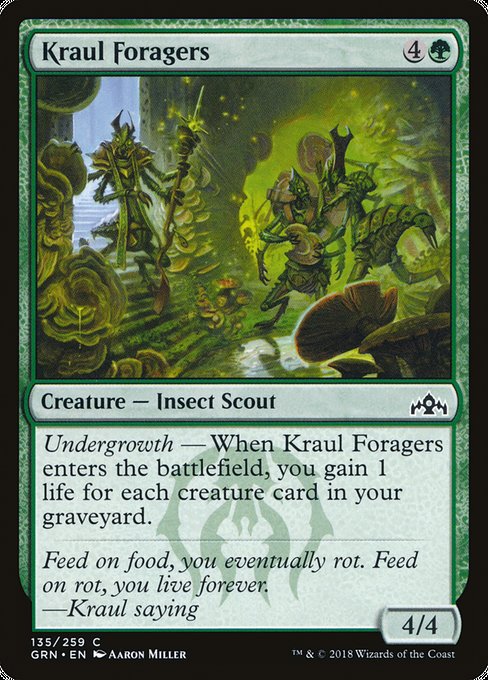 Kraul Foragers 4
Creature — Insect Scout
Undergrowth — When Kraul Foragers
enters the battlefield, you gain 1
life for each creature card in your
graveyard.
Feed on food, you eventually rot. Feed
on rot, you live forever.
—Kraul saying
4/4
135/259 C
GRN • EN Aaron Miller
™ & © 2018 Wizards of the Coast